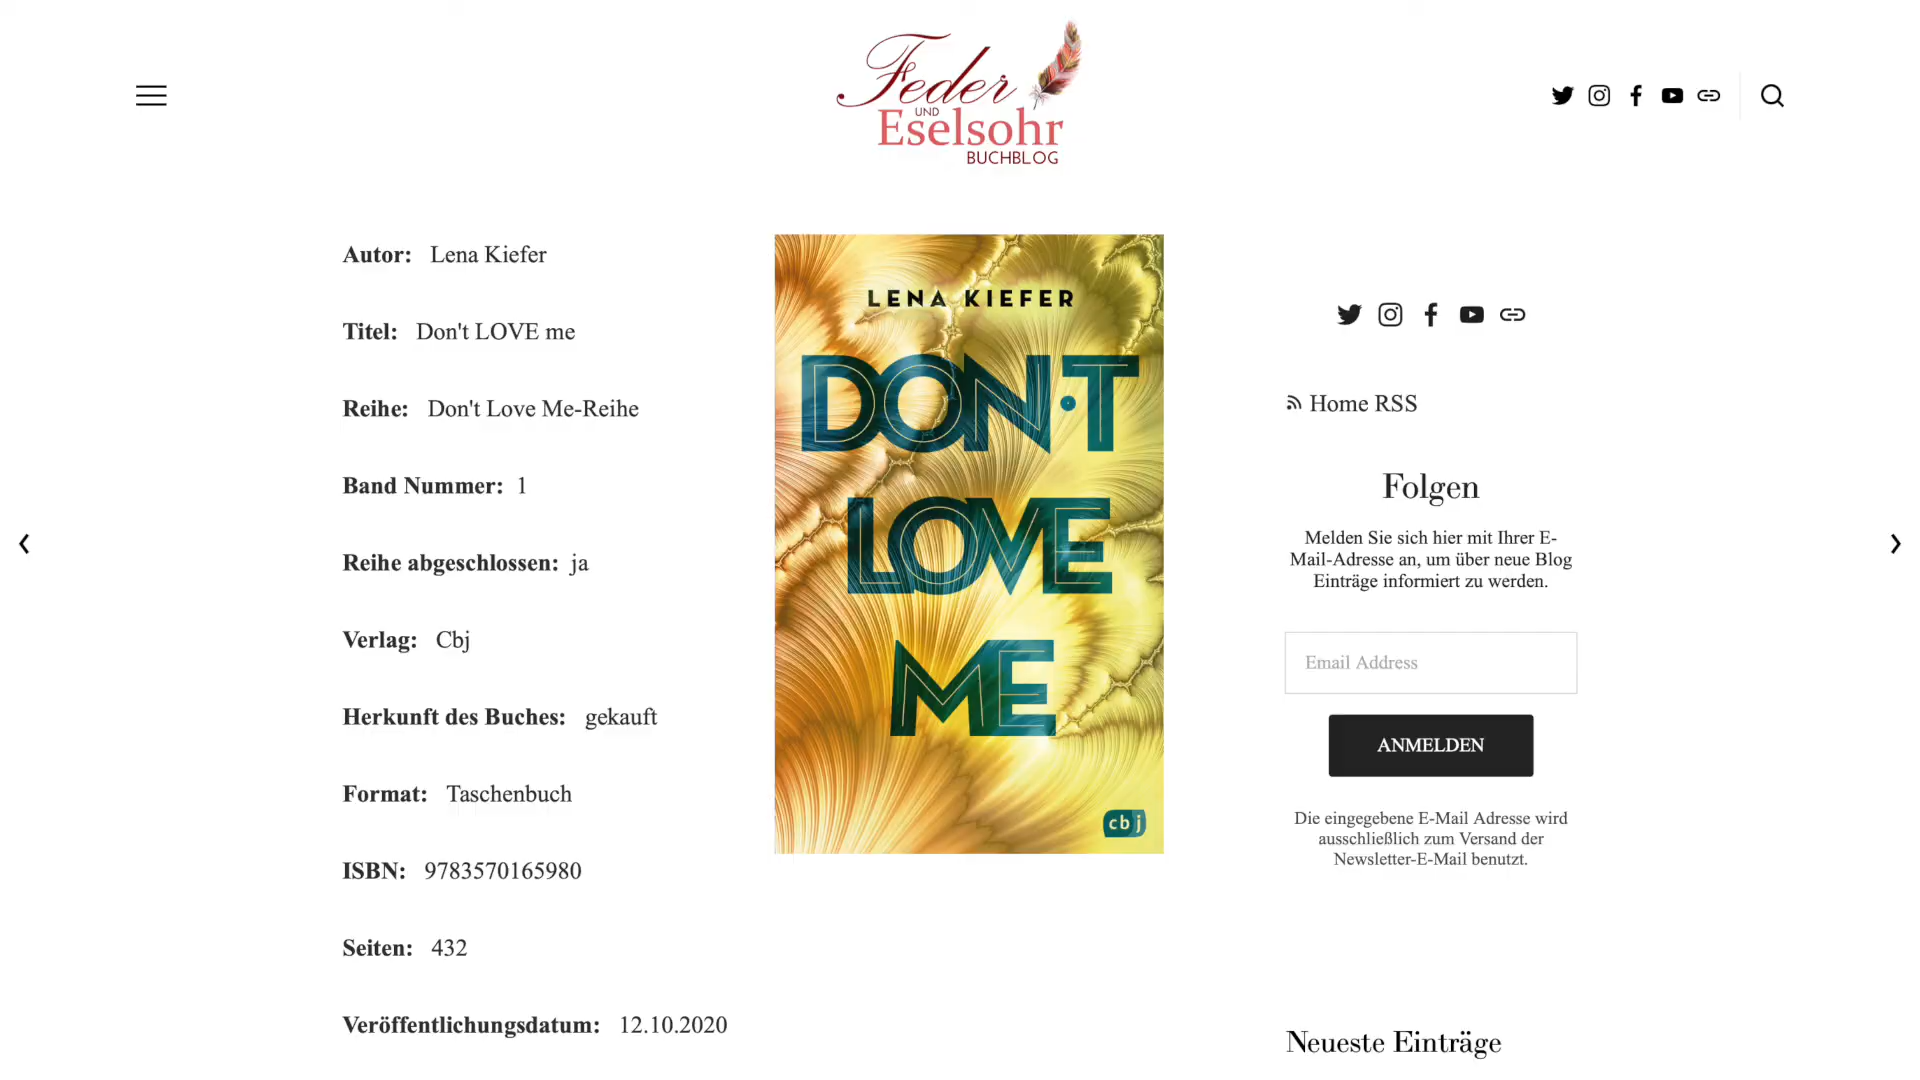 Feder
UND
Eselsohr
BUCHBLOG
Autor: Lena Kiefer
Titel: Don't LOVE me
Reihe: Don't Love Me-Reihe
Band Nummer: 1
Reihe abgeschlossen: ja
Verlag: Cbj
Herkunft des Buches: gekauft
Format: Taschenbuch
ISBN: 9783570165980
Seiten: 432
Veröffentlichungsdatum: 12.10.2020
LENA KIEFER
DON'T
LOVE
ME
cbj
Home RSS
Folgen
Melden Sie sich hier mit Ihrer E-
Mail-Adresse an, um über neue Blog
Einträge informiert zu werden.
Email Address
ANMELDEN
Die eingegebene E-Mail Adresse wird
ausschließlich zum Versand der
Newsletter-E-Mail benutzt.
Neueste Einträge